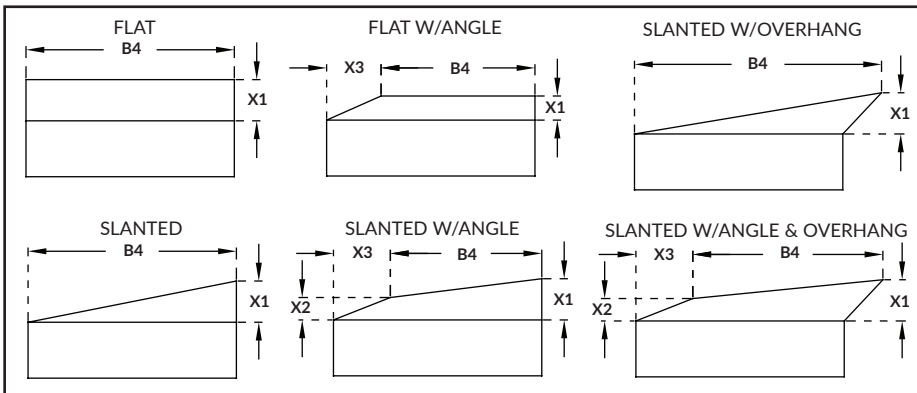 FLAT
B4
X1
FLAT W/ANGLE
X3
B4
X1
SLANTED W/OVERHANG
B4
X1
SLANTED
B4
X1
SLANTED W/ANGLE
X3
B4
X2
X1
SLANTED W/ANGLE & OVERHANG
X3
B4
X2
X1